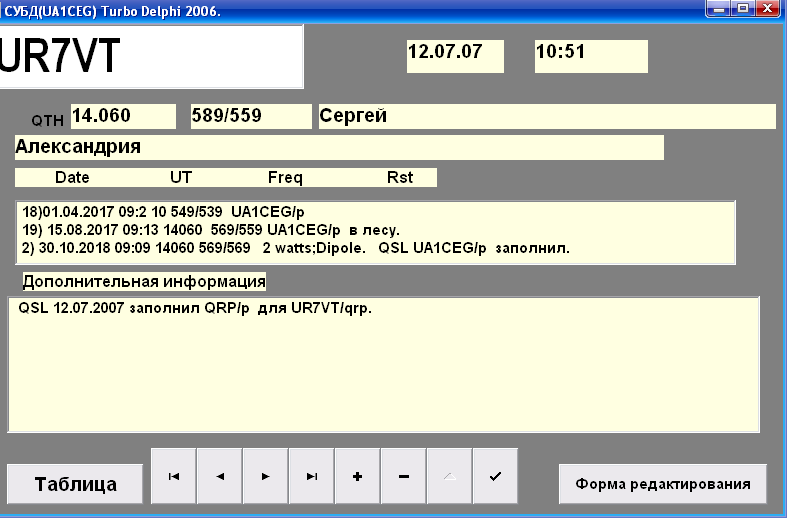 СУБД(UA1CEG) Turbo Delphi 2006.
UR7VT
12.07.07 10:51
QTH 14.060 589/559 Сергей
Александрия
Date UT Freq Rst
18)01.04.2017 09:2 10 549/539 UA1CEG/p
19) 15.08.2017 09:13 14060 569/559 UA1CEG/p в лесу.
2) 30.10.2018 09:09 14060 569/569 2 watts;Dipole. QSL UA1CEG/p заполнил.
Дополнительная информация
QSL 12.07.2007 заполнил QRP/p для UR7VT/qrp.
Таблица Форма редактирования